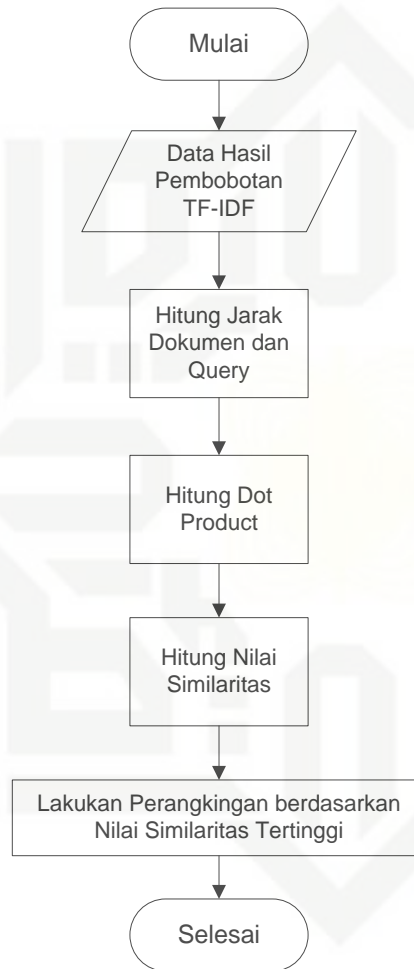 Mulai
Data Hasil
Pembobotan
TF-IDF
Hitung Jarak
Dokumen dan
Query
Hitung Dot
Product
Hitung Nilai
Similaritas
Lakukan Perangkingan berdasarkan
Nilai Similaritas Tertinggi
Selesai